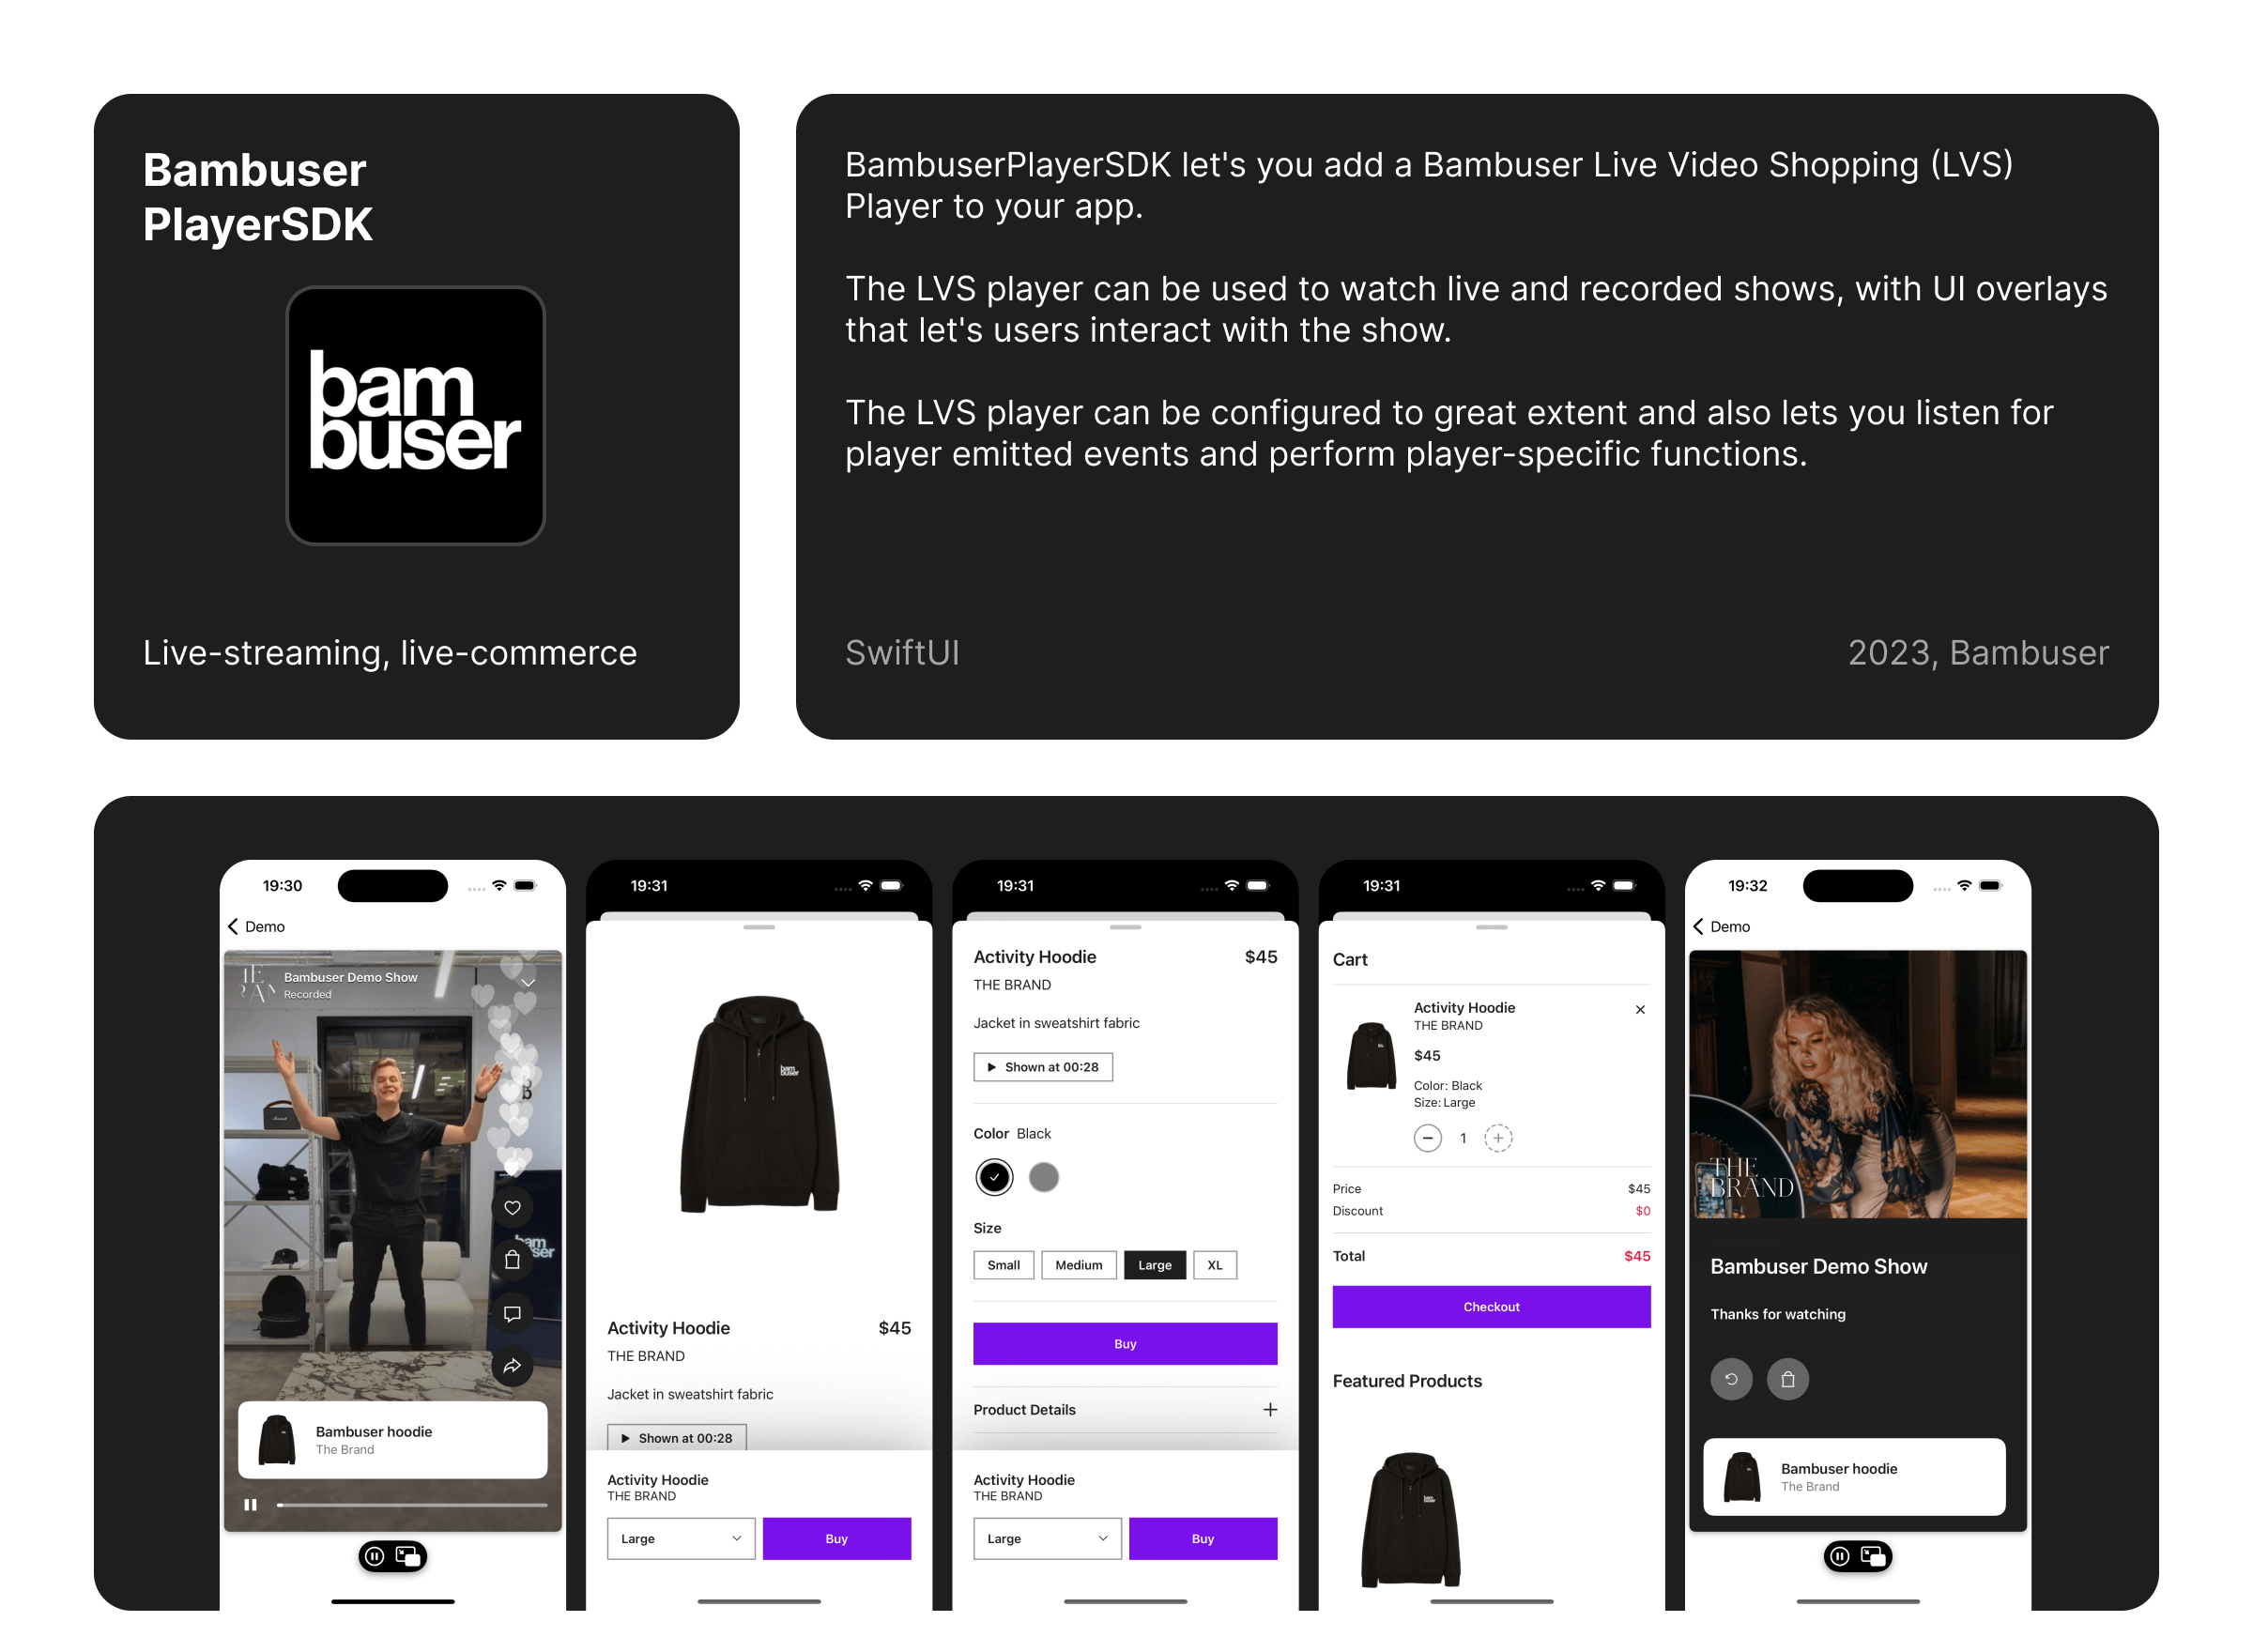 Bambuser
PlayerSDK
bam
buser
Live-streaming, live-commerce
BambuserPlayerSDK let's you add a Bambuser Live Video Shopping (LVS)
Player to your app.
The LVS player can be used to watch live and recorded shows, with UI overlays
that let's users interact with the show.
The LVS player can be configured to great extent and also lets you listen for
player emitted events and perform player-specific functions.
SwiftUI
2023, Bambuser
19:30
Demo
Bambuser Demo Show
Recorded
bam
user
Bambuser hoodie
The Brand
19:31
bam
buser
Activity Hoodie $45
THE BRAND
Jacket in sweatshirt fabric
Shown at 00:28
Activity Hoodie
THE BRAND
Large
Buy
19:31
Activity Hoodie $45
THE BRAND
Jacket in sweatshirt fabric
Shown at 00:28
Color Black
Size
Small Medium Large XL
Buy
Product Details
Activity Hoodie
THE BRAND
Large
Buy
19:31
Cart
Activity Hoodie
THE BRAND
$45
Color: Black
Size: Large
1
Price $45
Discount $0
Total $45
Checkout
Featured Products
bam
buser
19:32
Demo
THE
BRAND
Bambuser Demo Show
Thanks for watching
Bambuser hoodie
The Brand